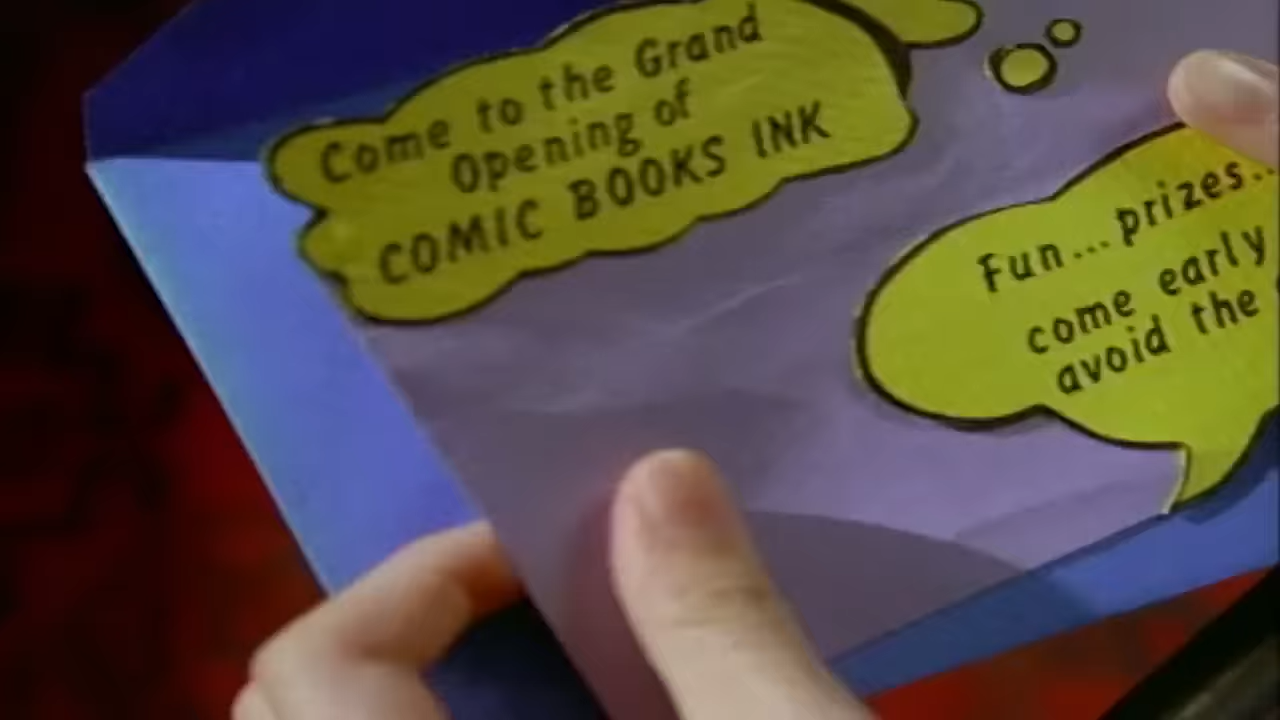 Come to the Grand
Opening of
COMIC BOOKS INK
Fun...prizes..
come early
avoid the